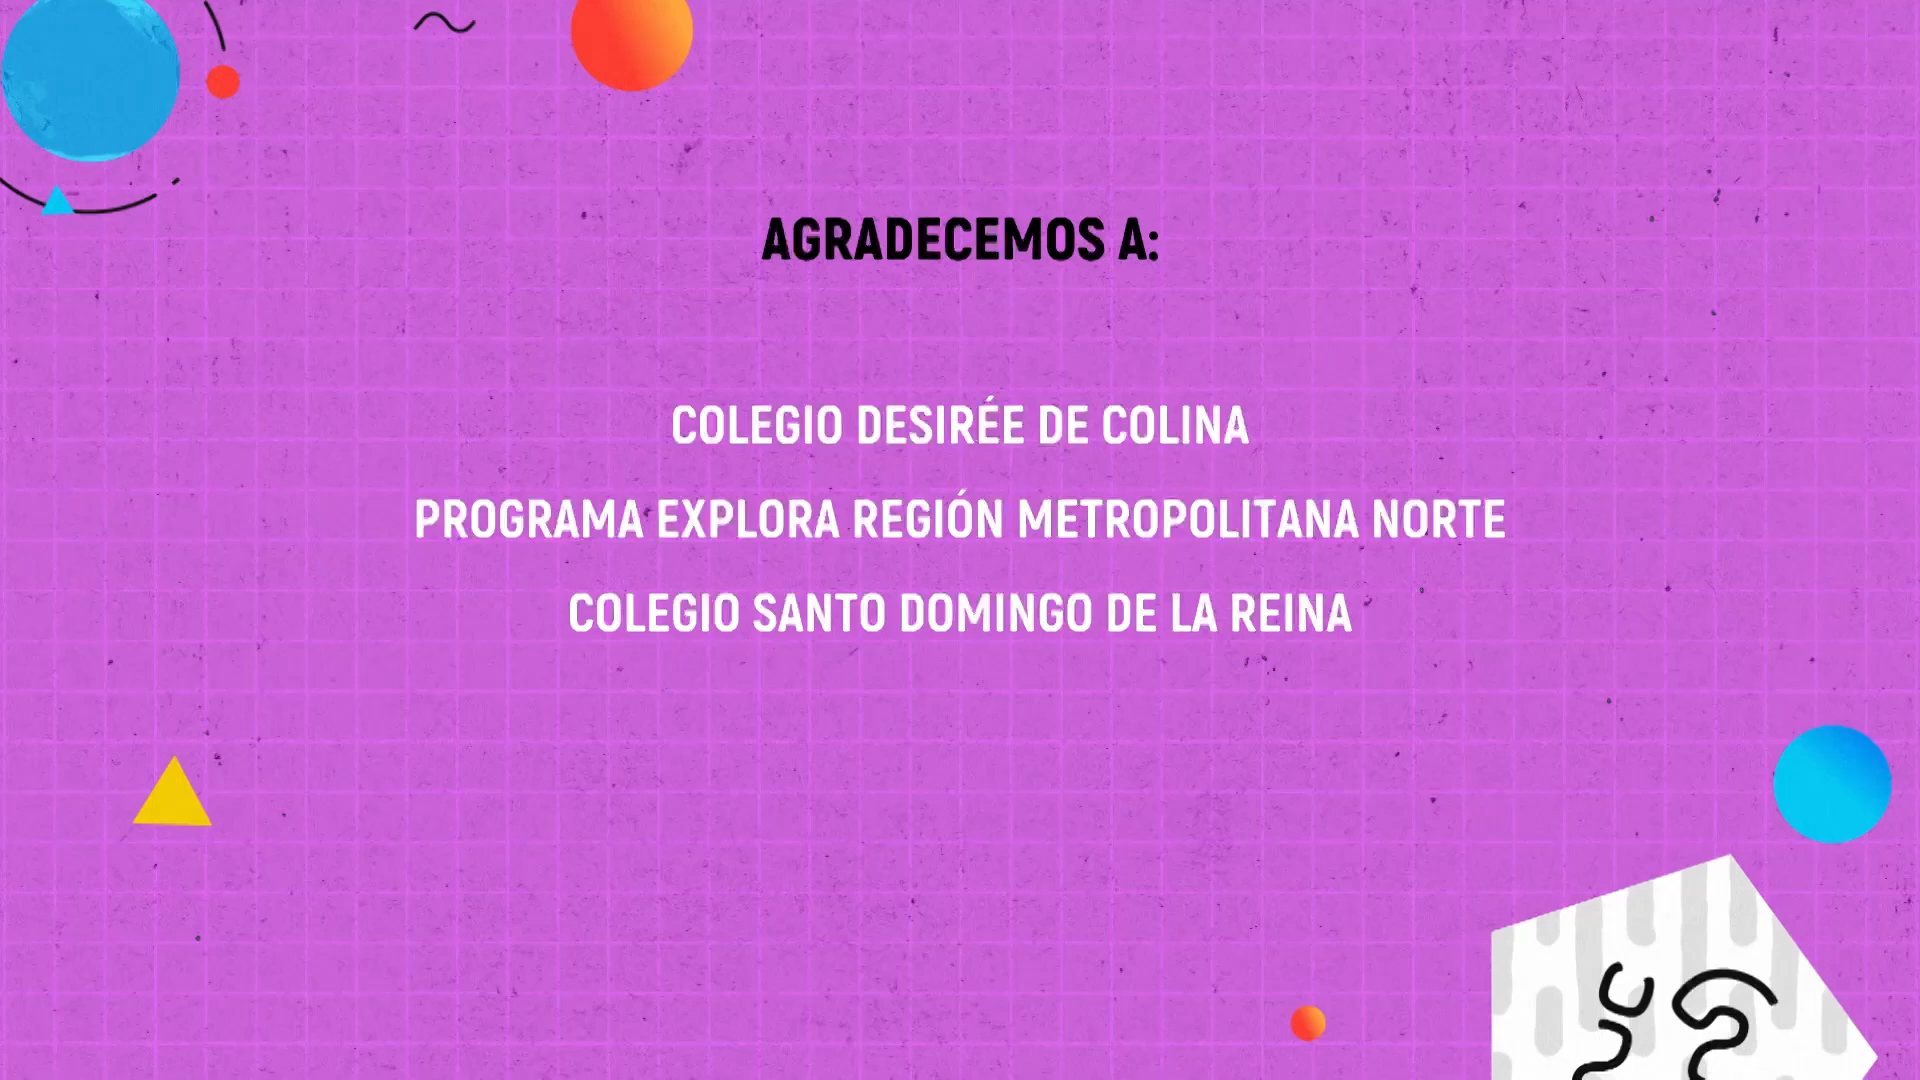 AGRADECEMOS A:
COLEGIO DESIRÉE DE COLINA
PROGRAMA EXPLORA REGIÓN METROPOLITANA NORTE
COLEGIO SANTO DOMINGO DE LA REINA